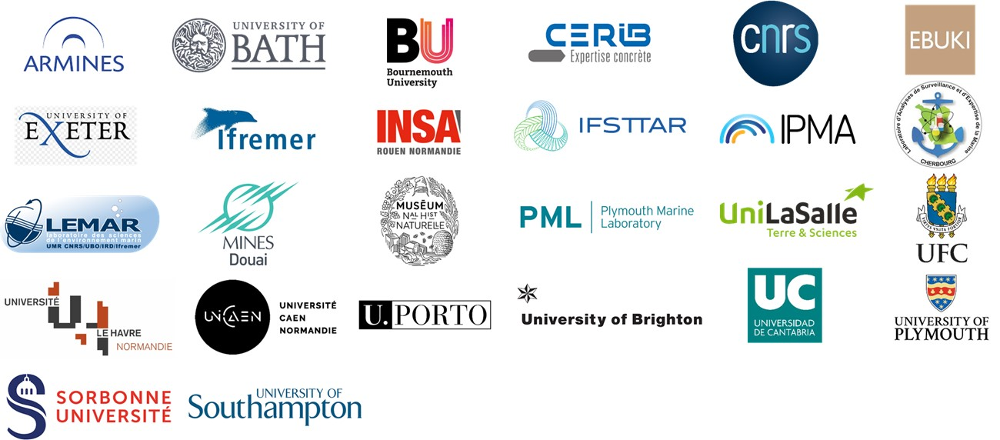 ARMINES
UNIVERSITY OF
BATH
BU
Bournemouth
University
CERIB
Expertise concrète
cnrs
EBUKI
UNIVERSITY OF
EXETER
Ifremer
INSA
ROUEN NORMANDIE
IFSTTAR
IPMA
Laboratoire d'Analyses de Surveillance et d'Expertise de la Marine
CHERBOURG
LEMAR
laboratoire des sciences
de l'environnement marin
UMR CNRS/UBO/IRD/Ifremer
MINES
Douai
MUSĒUM
NAL HIST
NATURELLE
PML
Plymouth Marine
Laboratory
UniLaSalle
Terre & Sciences
VIRTVS VNITA FORTIOR
UFC
UNIVERSITÉ
LE HAVRE
NORMANDIE
UNICAEN
UNIVERSITÉ
CAEN
NORMANDIE
U.PORTO
University of Brighton
UC
UNIVERSIDAD
DE CANTABRIA
UNIVERSITY OF
PLYMOUTH
SORBONNE
UNIVERSITÉ
UNIVERSITY OF
Southampton